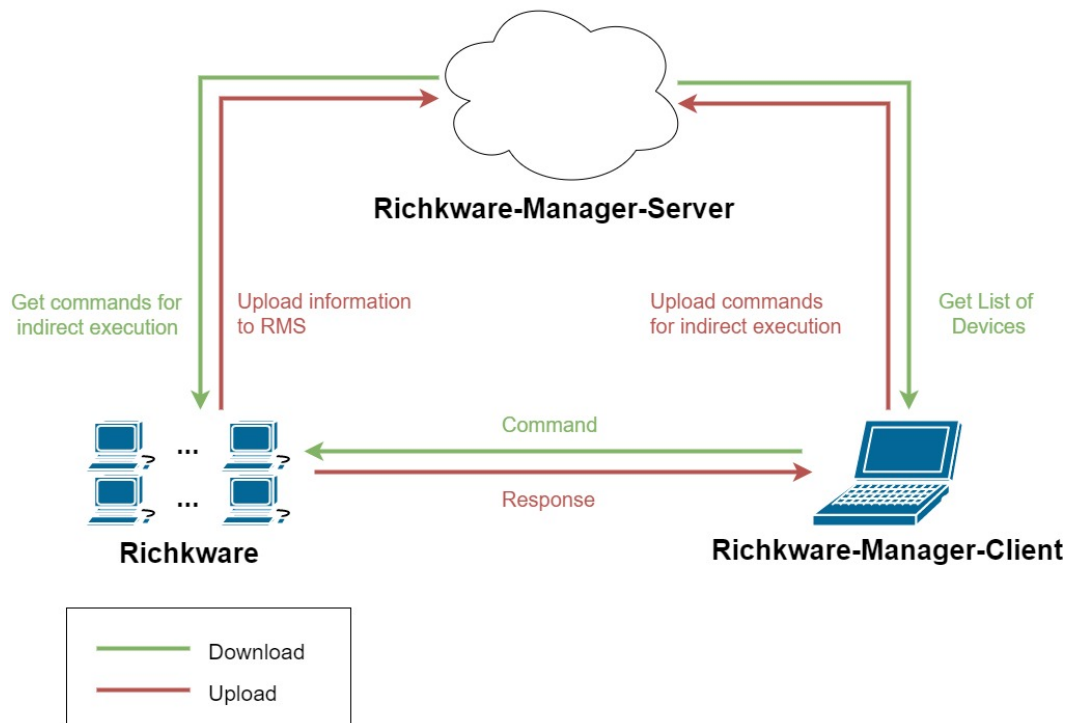 Richkware-Manager-Server
Get commands for
indirect execution
Upload information
to RMS
Upload commands
for indirect execution
Get List of
Devices
...
...
Command
Response
Richkware
Richkware-Manager-Client
Download
Upload